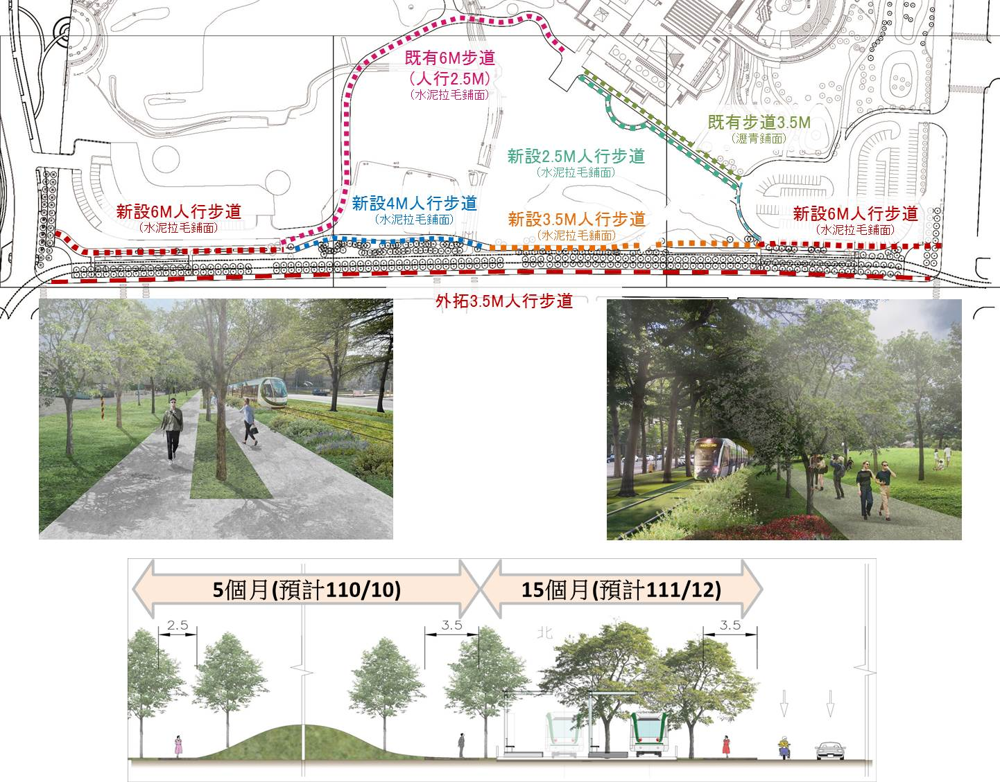 既有6M步道
(人行2.5M)
(水泥拉毛鋪面)
既有步道3.5M
(瀝青鋪面)
新設2.5M人行步道
(水泥拉毛鋪面)
新設6M人行步道
(水泥拉毛鋪面)
新設4M人行步道
(水泥拉毛鋪面)
新設3.5M人行步道
(水泥拉毛鋪面)
新設6M人行步道
(水泥拉毛鋪面)
外拓3.5M人行步道
5個月(預計110/10)
15個月(預計111/12)
2.5
3.5
北
3.5